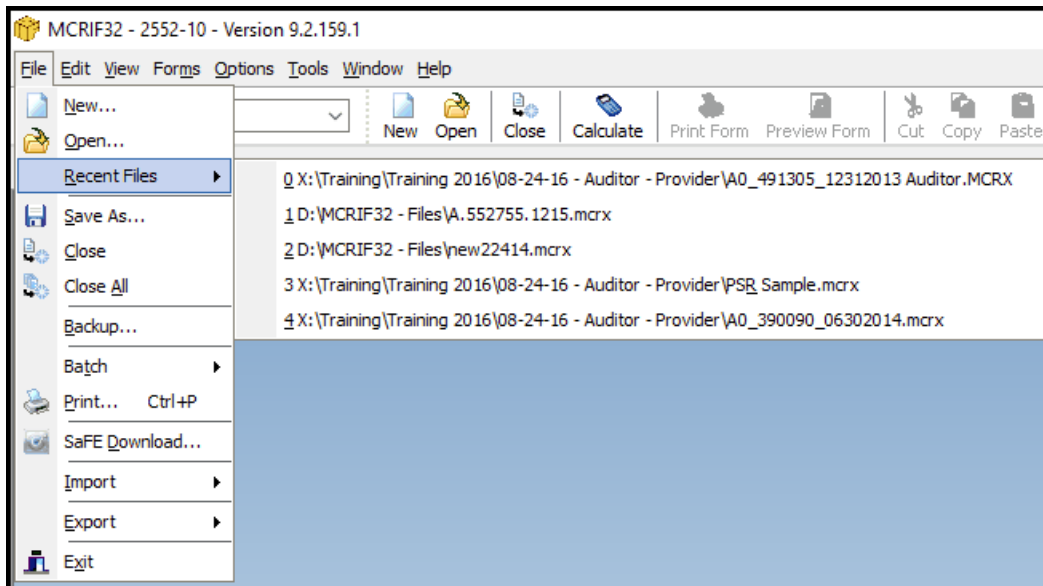 MCRIF32 - 2552-10 - Version 9.2.159.1
File Edit View Forms Options Tools Window Help
New Open Close Calculate Print Form Preview Form Cut Copy Paste
New...
Open...
Recent Files
Save As...
Close
Close All
Backup...
Batch
Print... Ctrl+P
SaFE Download...
Import
Export
Exit
0 X:\Training\Training 2016\08-24-16 - Auditor - Provider\A0_491305_12312013 Auditor.MCRX
1 D:\MCRIF32 - Files\A.552755.1215.mcrx
2 D:\MCRIF32 - Files\new22414.mcrx
3 X:\Training\Training 2016\08-24-16 - Auditor - Provider\PSR Sample.mcrx
4 X:\Training\Training 2016\08-24-16 - Auditor - Provider\A0_390090_06302014.mcrx